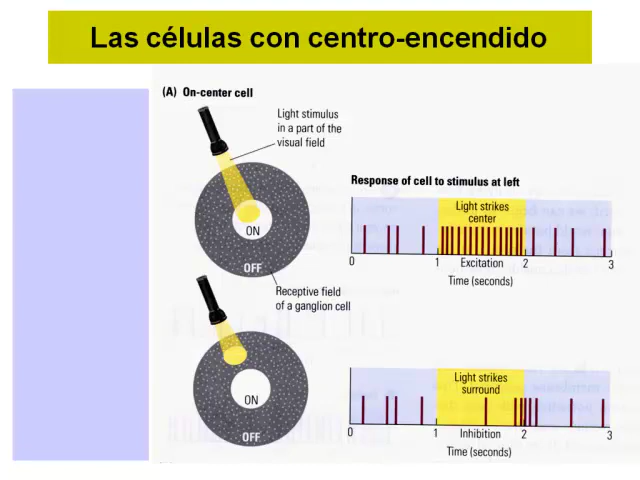 Las células con centro-encendido
(A) On-center cell
Light stimulus
in a part of the
visual field
ON
OFF
Receptive field
of a ganglion cell
Response of cell to stimulus at left
Light strikes
center
0 1 Excitation 2 3
Time (seconds)
ON
OFF
Light strikes
surround
0 1 Inhibition 2 3
Time (seconds)